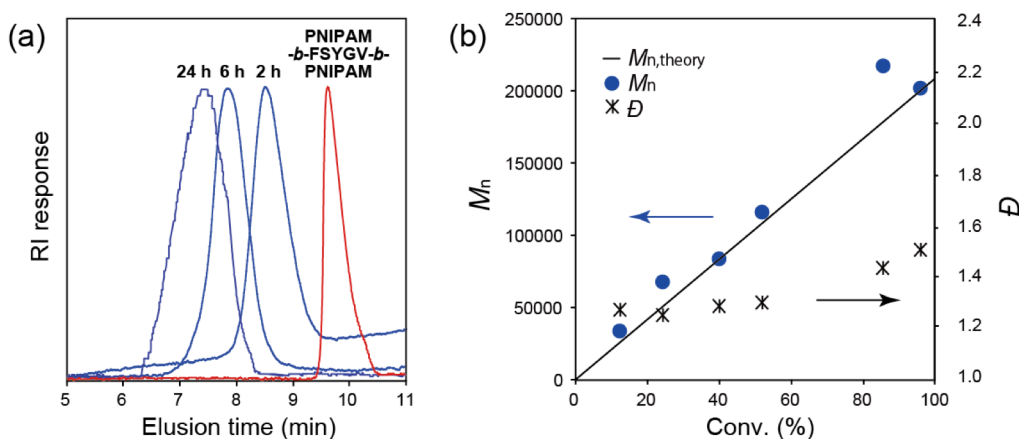 (a)
PNIPAM
-b-FSYGV-b-
PNIPAM
24 h 6 h 2 h
RI response
5 6 7 8 9 10 11
Elusion time (min)
(b)
250000
200000
150000
100000
50000
0
Mn
Mn,theory
Mn
Đ
2.4
2.2
2.0
1.8
1.6
1.4
1.2
1.0
Đ
0 20 40 60 80 100
Conv. (%)